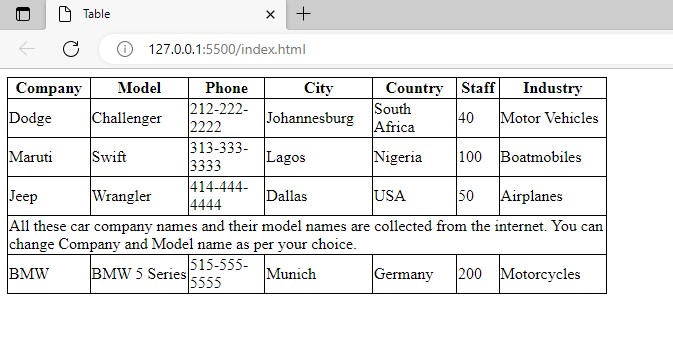 Table
127.0.0.1:5500/index.html
Company Model Phone City Country Staff Industry
Dodge Challenger 212-222-2222 Johannesburg South Africa 40 Motor Vehicles
Maruti Swift 313-333-3333 Lagos Nigeria 100 Boatmobiles
Jeep Wrangler 414-444-4444 Dallas USA 50 Airplanes
All these car company names and their model names are collected from the internet. You can
change Company and Model name as per your choice.
BMW BMW 5 Series 515-555-5555 Munich Germany 200 Motorcycles